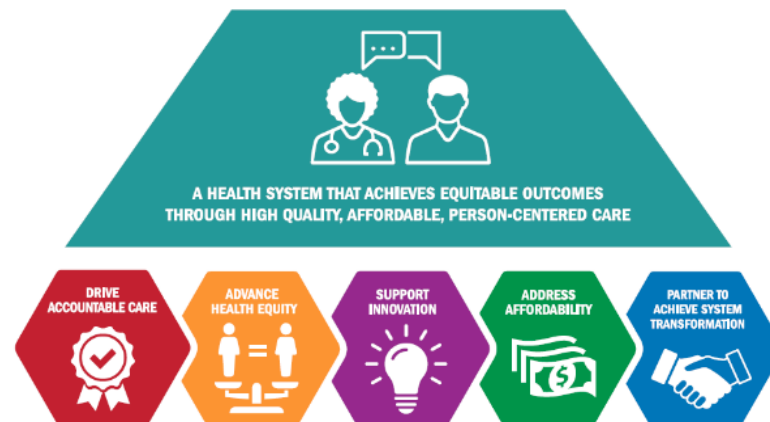 A HEALTH SYSTEM THAT ACHIEVES EQUITABLE OUTCOMES
THROUGH HIGH QUALITY, AFFORDABLE, PERSON-CENTERED CARE
DRIVE
ACCOUNTABLE CARE
ADVANCE
HEALTH EQUITY
SUPPORT
INNOVATION
ADDRESS
AFFORDABILITY
PARTNER TO
ACHIEVE SYSTEM
TRANSFORMATION
$